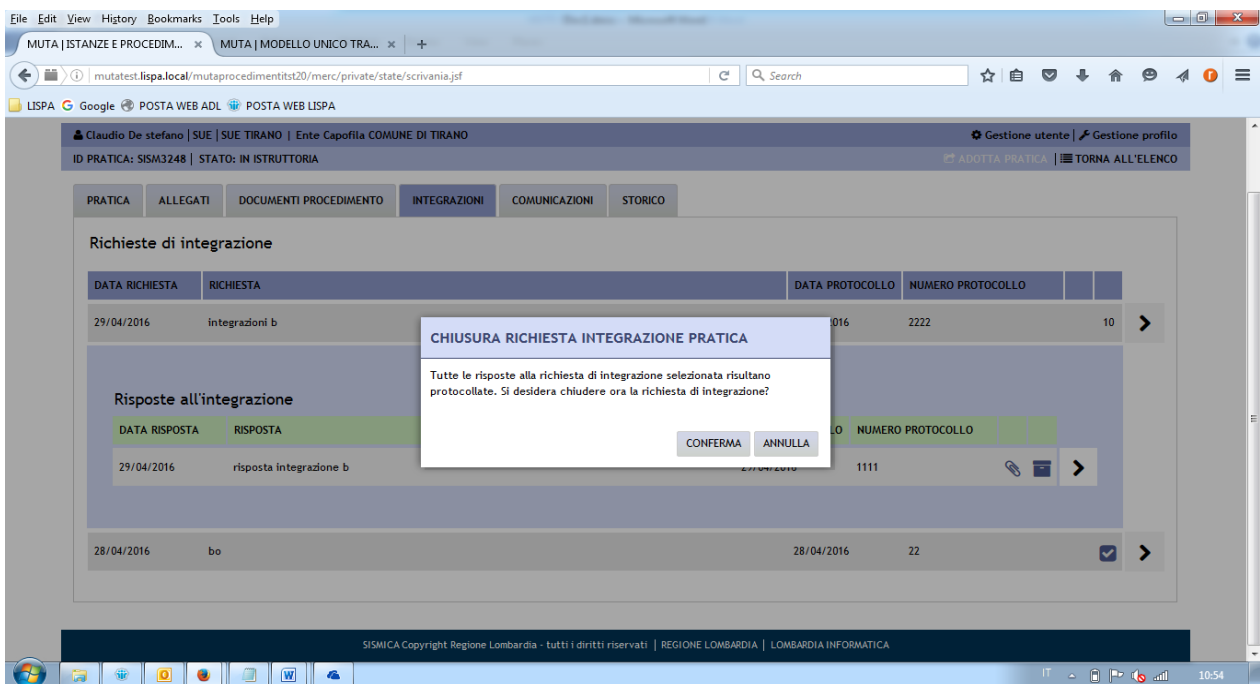 File Edit View History Bookmarks Tools Help
MUTA | ISTANZE E PROCEDIM... × MUTA | MODELLO UNICO TRA... × +
mutatest.lispa.local/mutaprocedimentitst20/merc/private/state/scrivania.jsf Search
LISPA Google POSTA WEB ADL POSTA WEB LISPA
Claudio De stefano | SUE | SUE TIRANO | Ente Capofila COMUNE DI TIRANO Gestione utente | Gestione profilo
ID PRATICA: SISM3248 | STATO: IN ISTRUTTORIA ADOTTA PRATICA | TORNA ALL'ELENCO
PRATICA ALLEGATI DOCUMENTI PROCEDIMENTO INTEGRAZIONI COMUNICAZIONI STORICO
Richieste di integrazione
DATA RICHIESTA RICHIESTA DATA PROTOCOLLO NUMERO PROTOCOLLO
29/04/2016 integrazioni b 2222 10
CHIUSURA RICHIESTA INTEGRAZIONE PRATICA
Tutte le risposte alla richiesta di integrazione selezionata risultano
protocollate. Si desidera chiudere ora la richiesta di integrazione?
CONFERMA ANNULLA
Risposte all'integrazione
DATA RISPOSTA RISPOSTA NUMERO PROTOCOLLO
29/04/2016 risposta integrazione b 29/04/2016 1111
28/04/2016 bo 28/04/2016 22
SISMICA Copyright Regione Lombardia - tutti i diritti riservati | REGIONE LOMBARDIA | LOMBARDIA INFORMATICA
IT 10:54